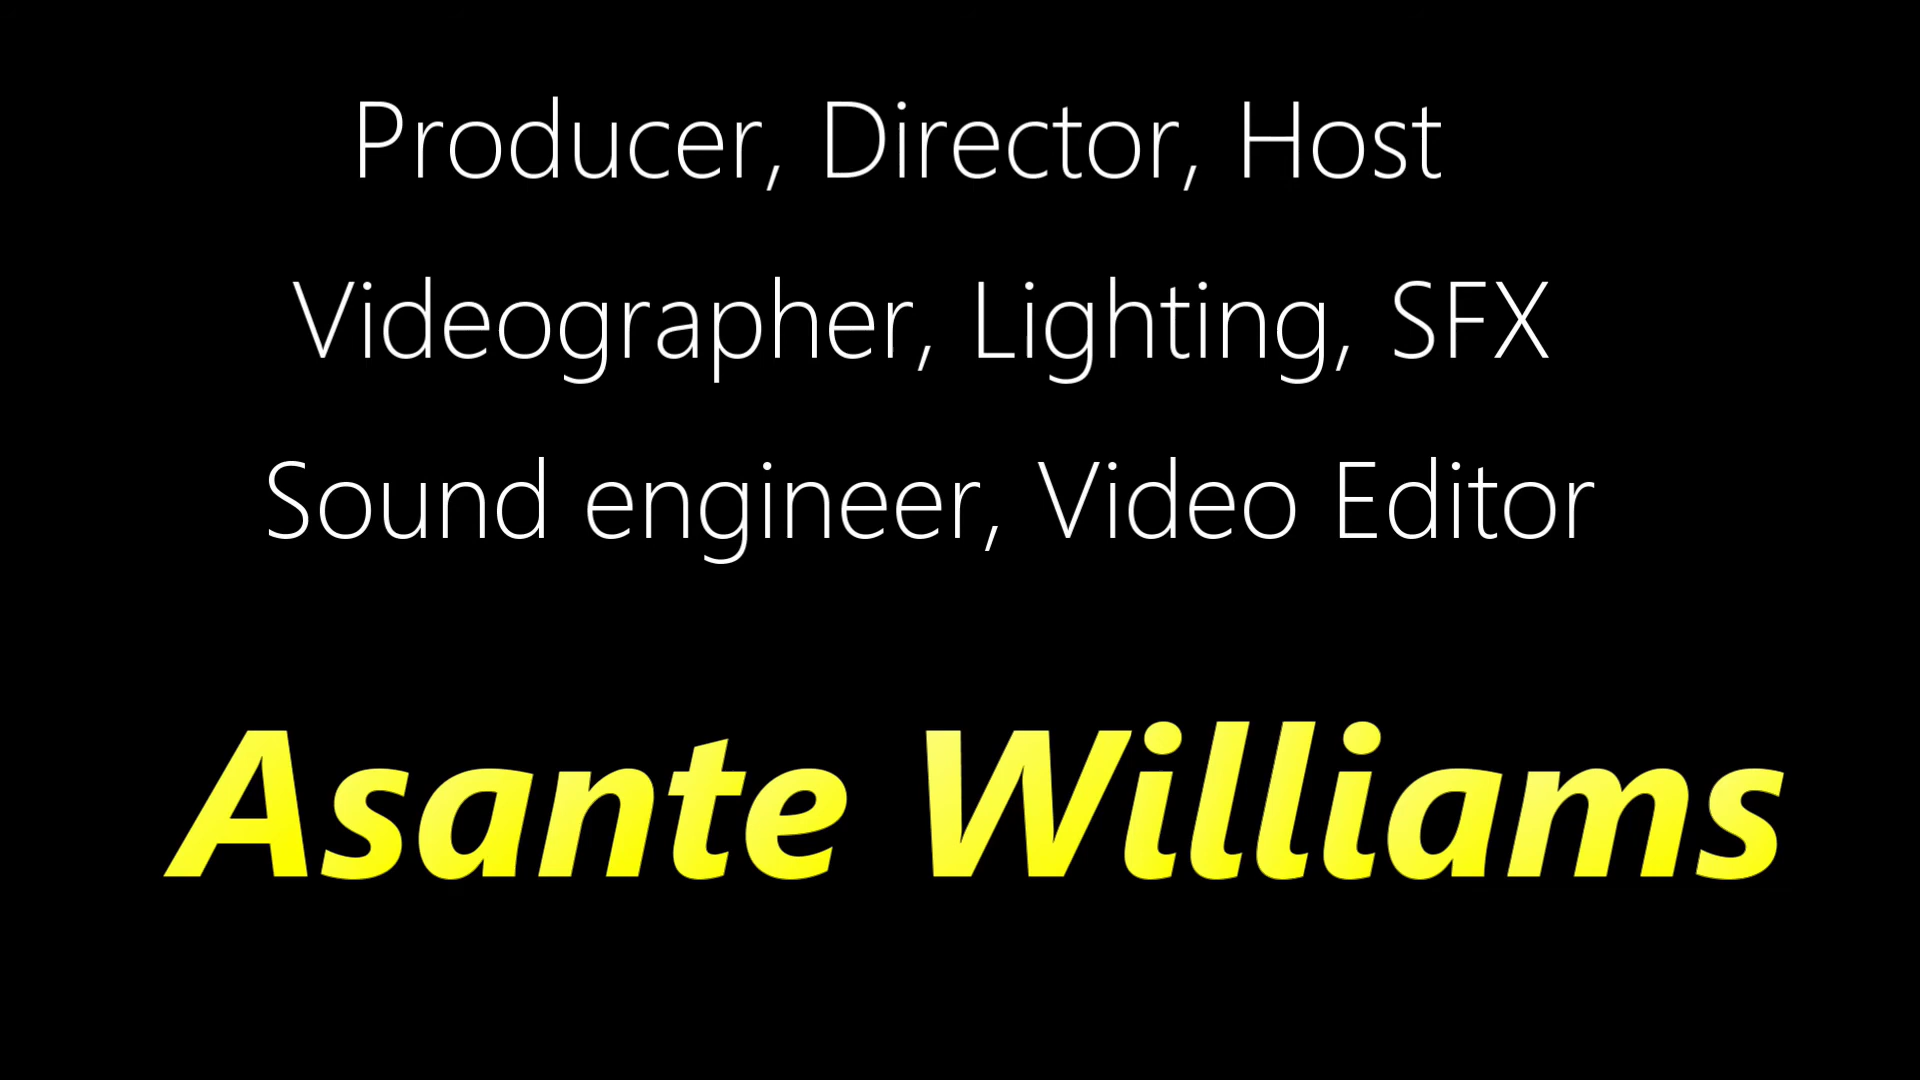 Producer, Director, Host
Videographer, Lighting, SFX
Sound engineer, Video Editor
Asante Williams